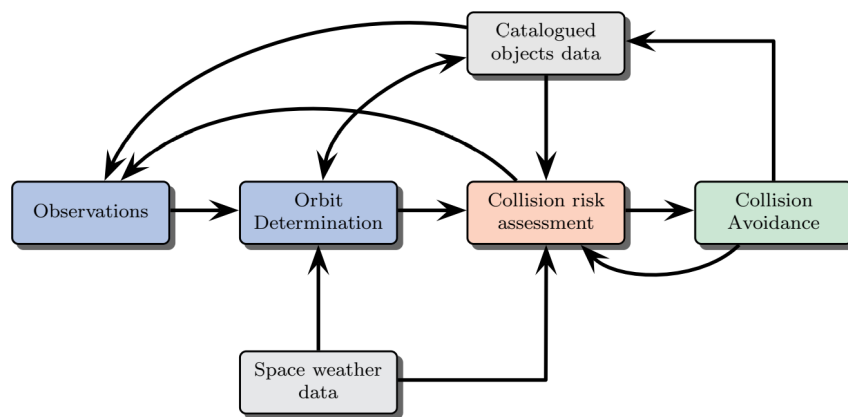 Catalogued
objects data
Observations
Orbit
Determination
Collision risk
assessment
Collision
Avoidance
Space weather
data